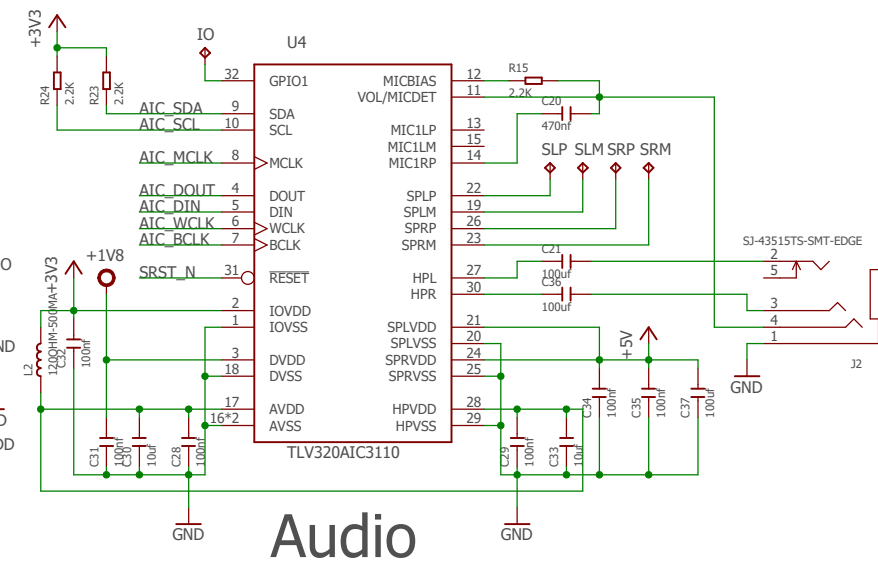 +3V3
IO
U4
R24
2.2K
R23
2.2K
32
GPIO1
AIC_SDA
9
SDA
AIC_SCL
10
SCL
AIC_MCLK
8
MCLK
AIC_DOUT
4
DOUT
AIC_DIN
5
DIN
AIC_WCLK
6
WCLK
AIC_BCLK
7
BCLK
SRST_N
31
RESET
2
IOVDD
1
IOVSS
3
DVDD
18
DVSS
17
AVDD
16*2
AVSS
MICBIAS
12
R15
2.2K
VOL/MICDET
11
C20
470nf
MIC1LP
13
MIC1LM
15
MIC1RP
14
SLP SLM SRP SRM
SPLP
22
SPLM
19
SPRP
26
SPRM
23
HPL
27
C21
100uf
HPR
30
C36
100uf
SPLVDD
21
SPLVSS
20
SPRVDD
24
SPRVSS
25
HPVDD
28
HPVSS
29
SJ-43515TS-SMT-EDGE
2
5
3
4
1
J2
GND
+5V
C34
100nf
C35
100nf
C37
100uf
C29
100nf
C33
10uf
GND
O
ND
D
DD
+3V3
+1V8
L2
120OHM-500MA
C32
100nf
C31
100nf
C30
10uf
C28
100nf
GND
TLV320AIC3110
Audio